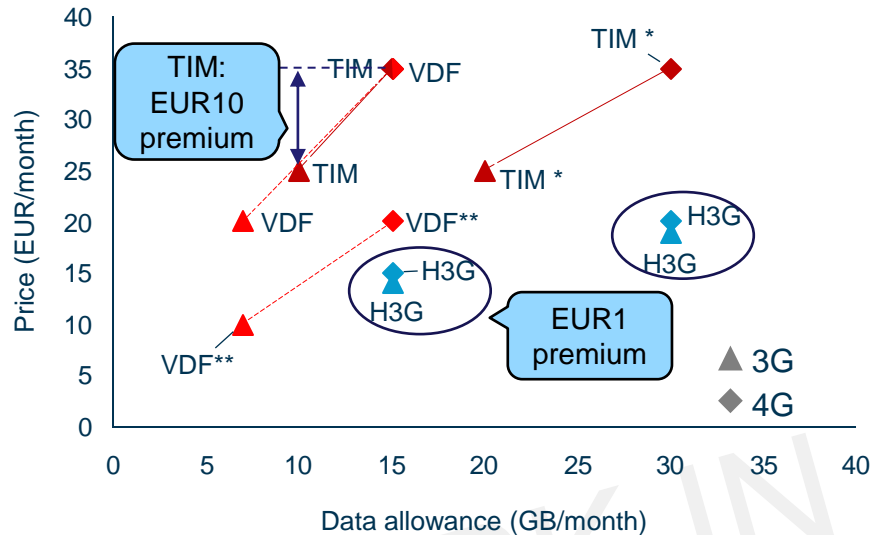 40
35
30
25
20
15
10
5
0
Price (EUR/month)
TIM:
EUR10
premium
TIM
VDF
TIM *
TIM
TIM *
VDF
VDF**
H3G
H3G
H3G
H3G
VDF**
EUR1
premium
3G
4G
0 5 10 15 20 25 30 35 40
Data allowance (GB/month)